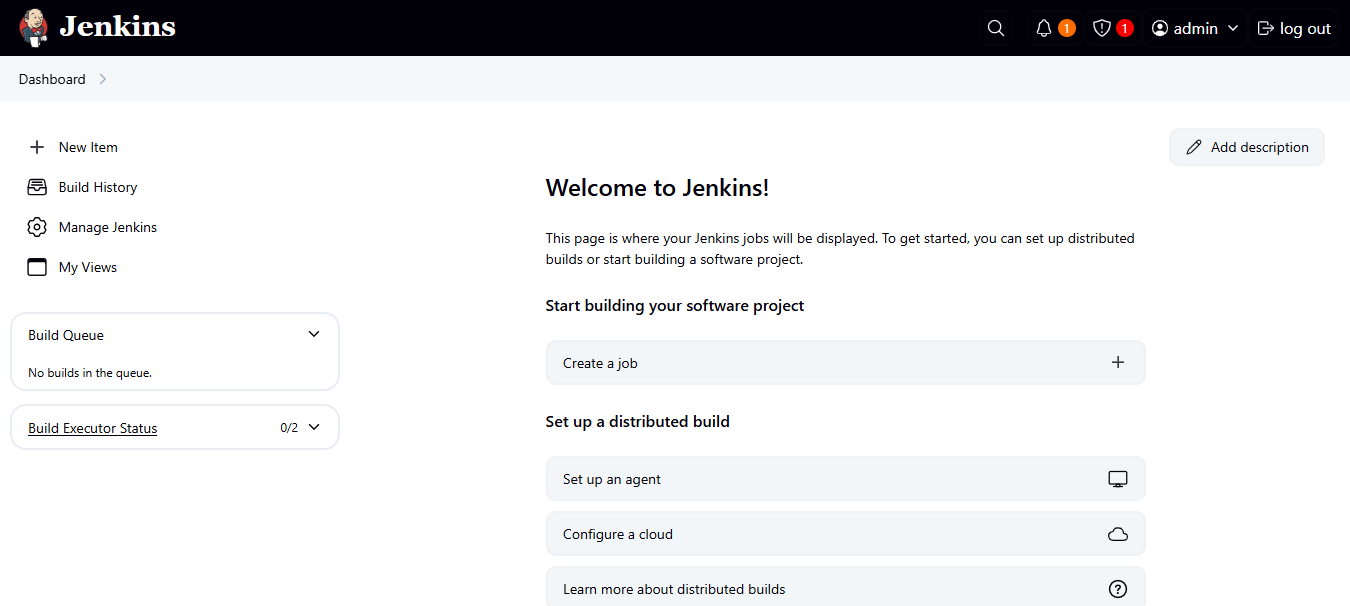 Jenkins
1
1
admin
log out
Dashboard
New Item
Build History
Manage Jenkins
My Views
Build Queue
No builds in the queue.
Build Executor Status
0/2
Add description
Welcome to Jenkins!
This page is where your Jenkins jobs will be displayed. To get started, you can set up distributed
builds or start building a software project.
Start building your software project
Create a job
Set up a distributed build
Set up an agent
Configure a cloud
Learn more about distributed builds